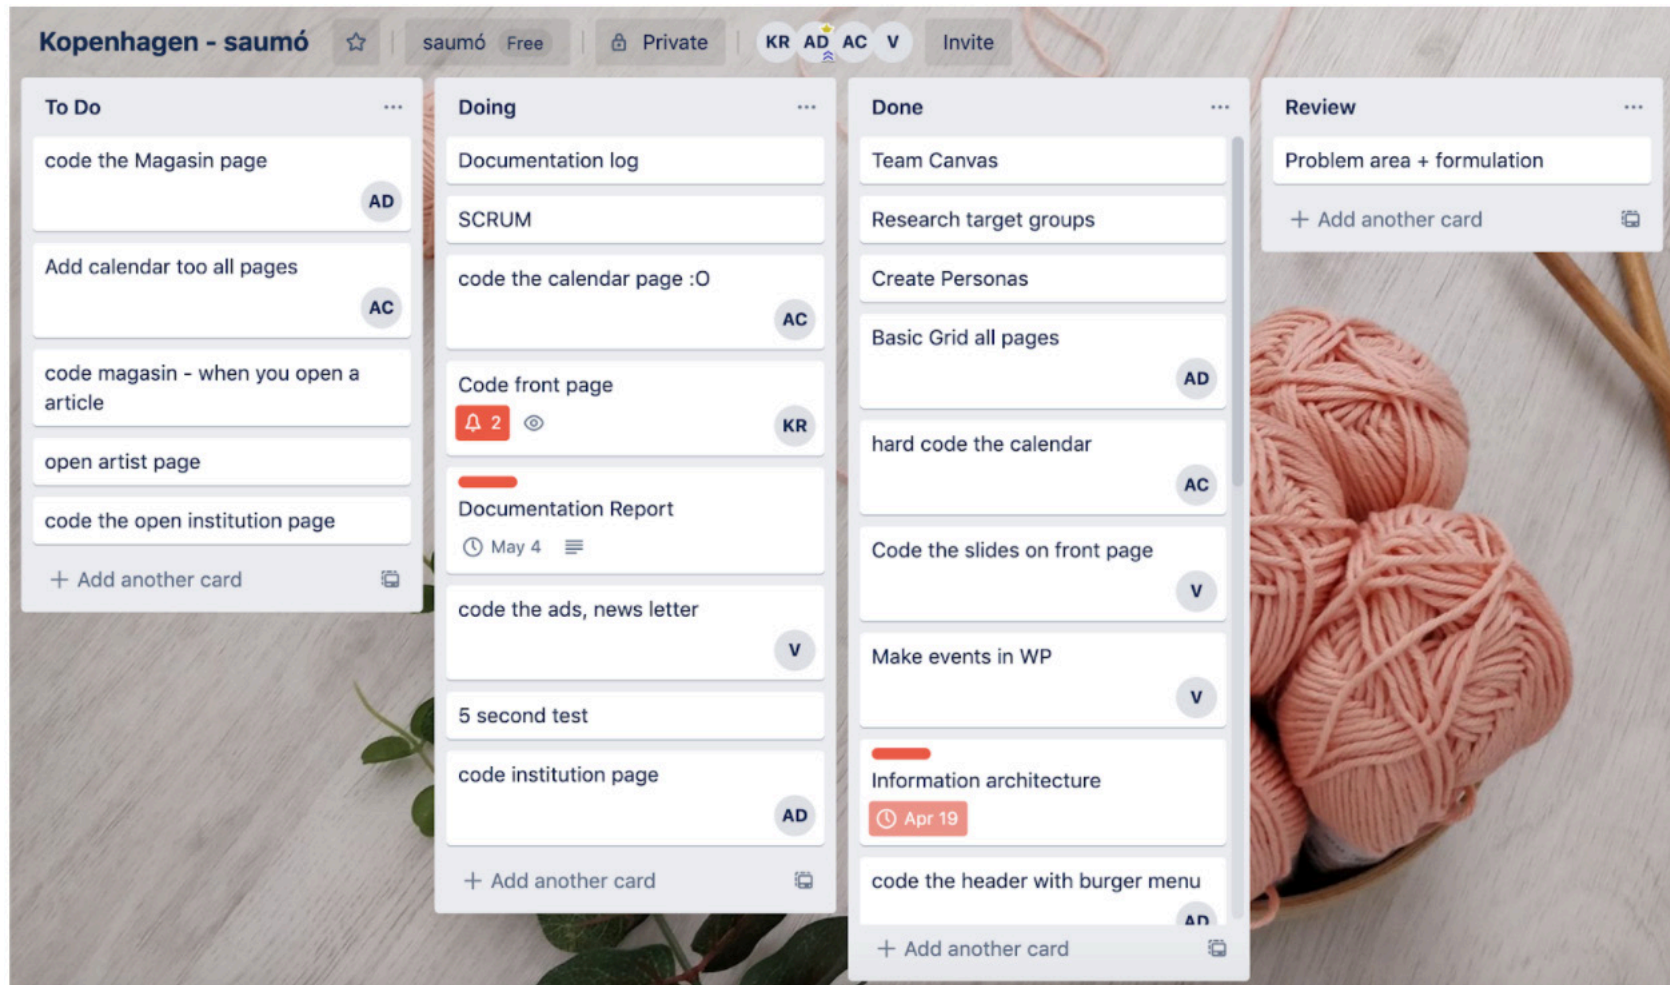 Kopenhagen - saumó
saumó Free
Private
KR AD AC V
Invite
To Do
code the Magasin page
AD
Add calendar too all pages
AC
code magasin - when you open a
article
open artist page
code the open institution page
+ Add another card
Doing
Documentation log
SCRUM
code the calendar page :O
AC
Code front page
2
KR
Documentation Report
May 4
code the ads, news letter
V
5 second test
code institution page
AD
+ Add another card
Done
Team Canvas
Research target groups
Create Personas
Basic Grid all pages
AD
hard code the calendar
AC
Code the slides on front page
V
Make events in WP
V
Information architecture
Apr 19
code the header with burger menu
AD
+ Add another card
Review
Problem area + formulation
+ Add another card